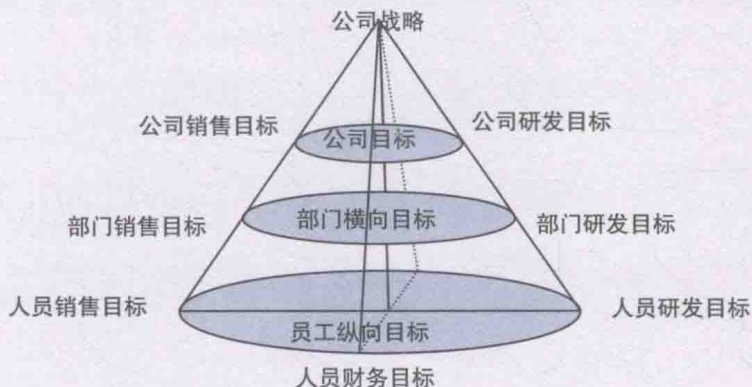 公司战略
公司销售目标
公司目标
公司研发目标
部门销售目标
部门横向目标
部门研发目标
人员销售目标
员工纵向目标
人员研发目标
人员财务目标